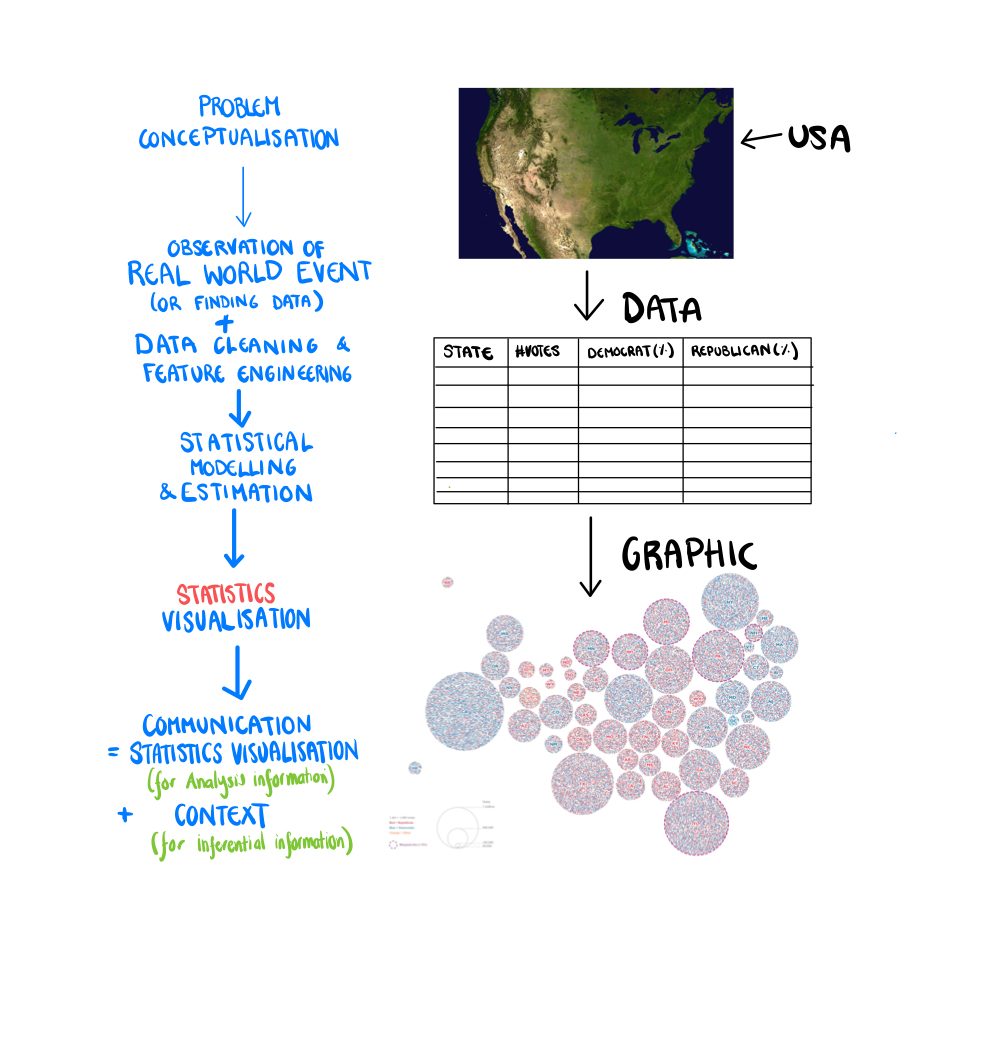 PROBLEM
CONCEPTUALISATION
OBSERVATION OF
REAL WORLD EVENT
(OR FINDING DATA)
+
DATA CLEANING &
FEATURE ENGINEERING
STATISTICAL
MODELLING
& ESTIMATION
STATISTICS
VISUALISATION
COMMUNICATION
= STATISTICS VISUALISATION
(for Analysis information)
+ CONTEXT
(for inferential information)
USA
DATA
STATE #VOTES DEMOCRAT(%) REPUBLICAN(%)
GRAPHIC